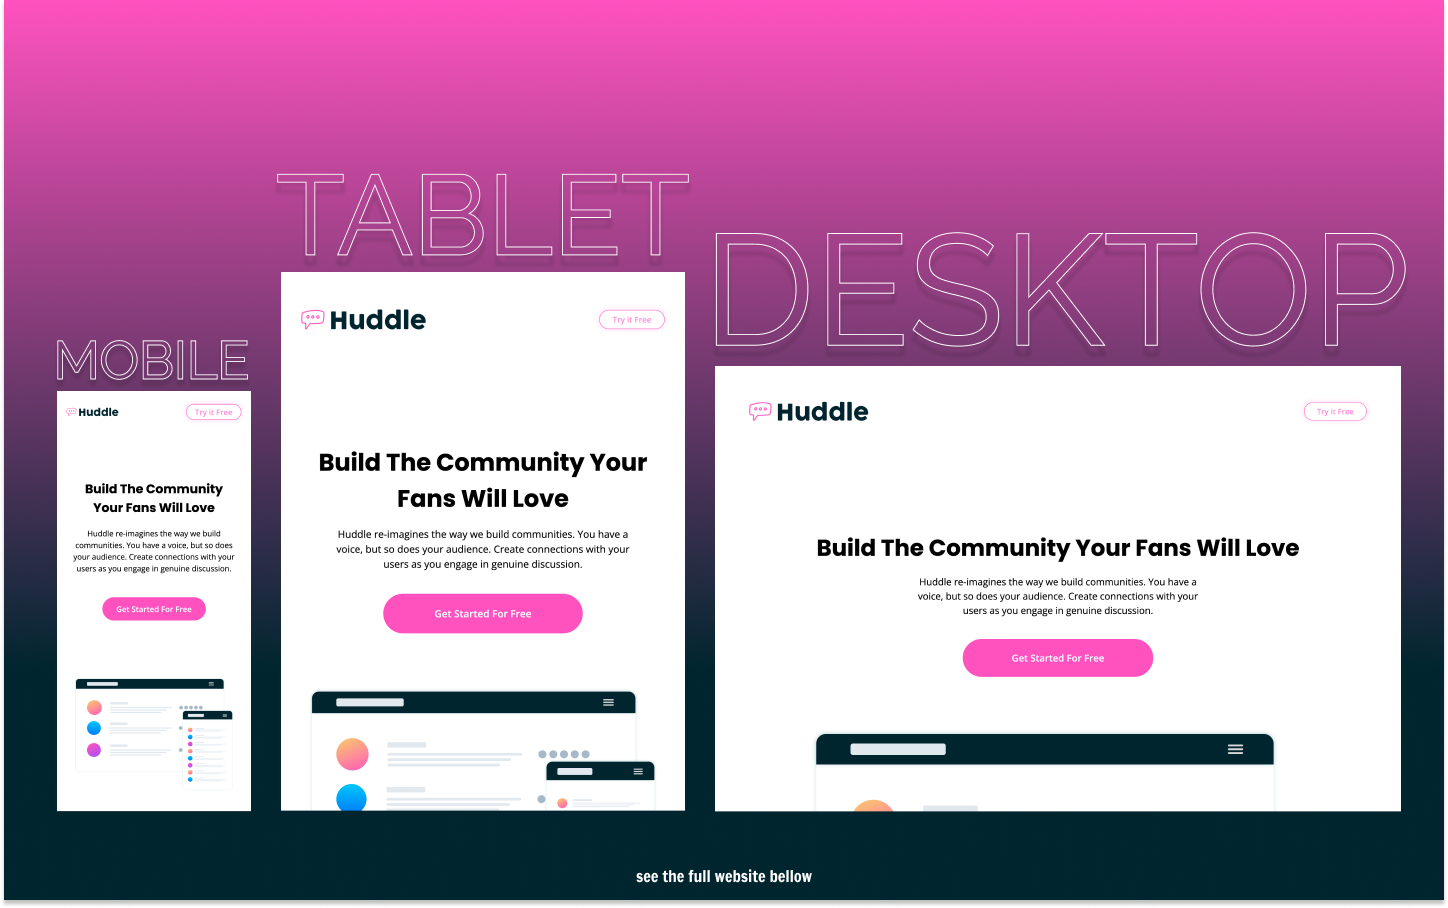 MOBILE
Huddle
Try it Free
Build The Community
Your Fans Will Love
Huddle re-imagines the way we build
communities. You have a voice, but so does
your audience. Create connections with your
users as you engage in genuine discussion.
Get Started For Free
TABLET
Huddle
Try it Free
Build The Community Your
Fans Will Love
Huddle re-imagines the way we build communities. You have a
voice, but so does your audience. Create connections with your
users as you engage in genuine discussion.
Get Started For Free
DESKTOP
Huddle
Try it Free
Build The Community Your Fans Will Love
Huddle re-imagines the way we build communities. You have a
voice, but so does your audience. Create connections with your
users as you engage in genuine discussion.
Get Started For Free
see the full website bellow